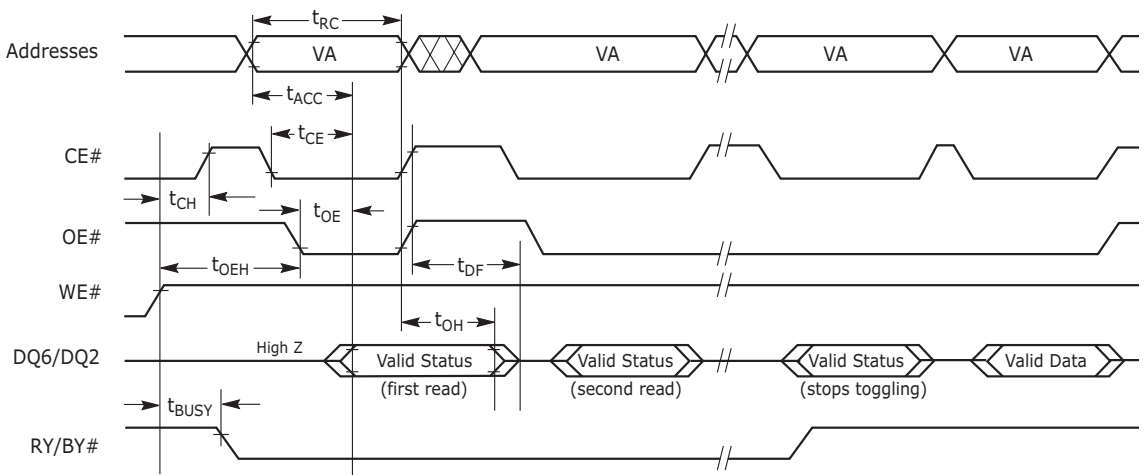 tRC
Addresses VA VA VA VA
tACC
tCE
CE#
tCH tOE
OE#
tOEH tDF
WE#
tOH
DQ6/DQ2 High Z Valid Status Valid Status Valid Status Valid Data
(first read) (second read) (stops toggling)
tBUSY
RY/BY#